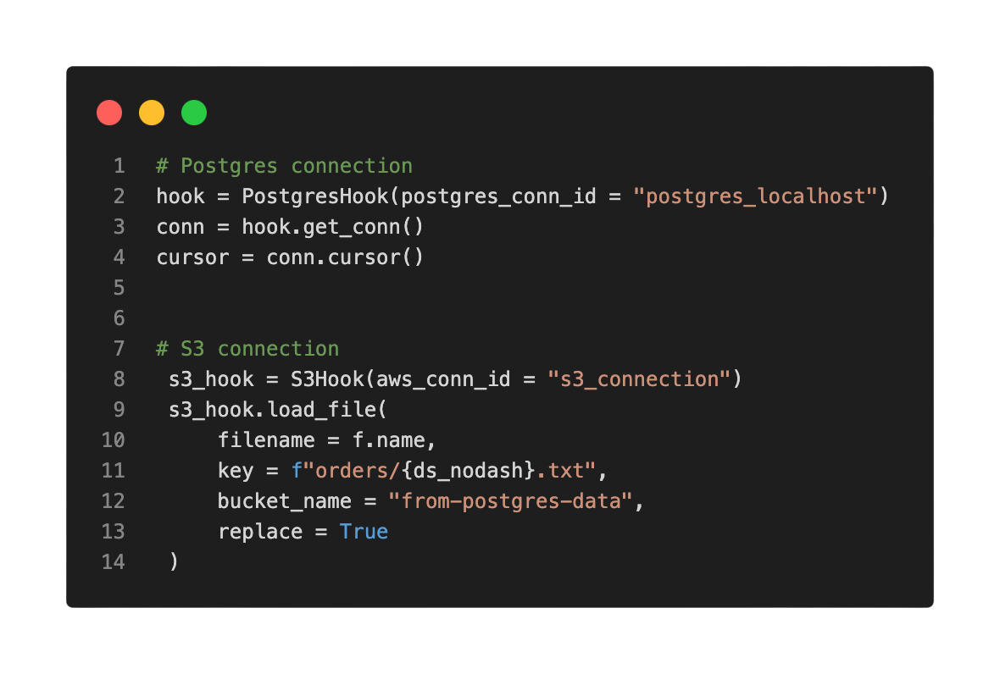 1 # Postgres connection
2 hook = PostgresHook(postgres_conn_id = "postgres_localhost")
3 conn = hook.get_conn()
4 cursor = conn.cursor()
5
6
7 # S3 connection
8  s3_hook = S3Hook(aws_conn_id = "s3_connection")
9  s3_hook.load_file(
10     filename = f.name,
11     key = f"orders/{ds_nodash}.txt",
12     bucket_name = "from-postgres-data",
13     replace = True
14 )